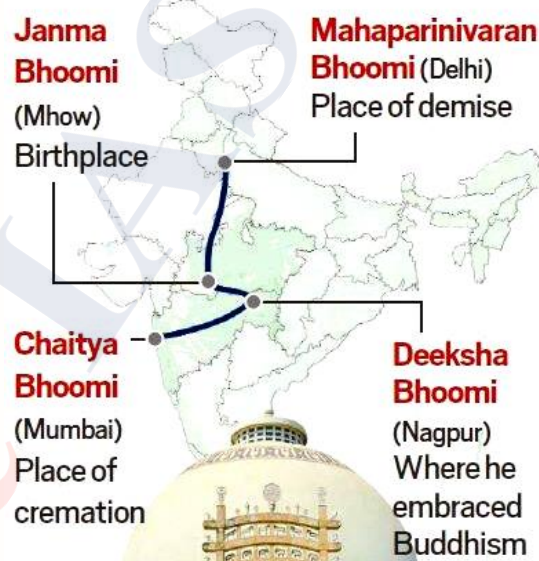 Janma
Bhoomi
(Mhow)
Birthplace
Mahaparinivaran
Bhoomi (Delhi)
Place of demise
Chaitya
Bhoomi
(Mumbai)
Place of
cremation
Deeksha
Bhoomi
(Nagpur)
Where he
embraced
Buddhism
IAS